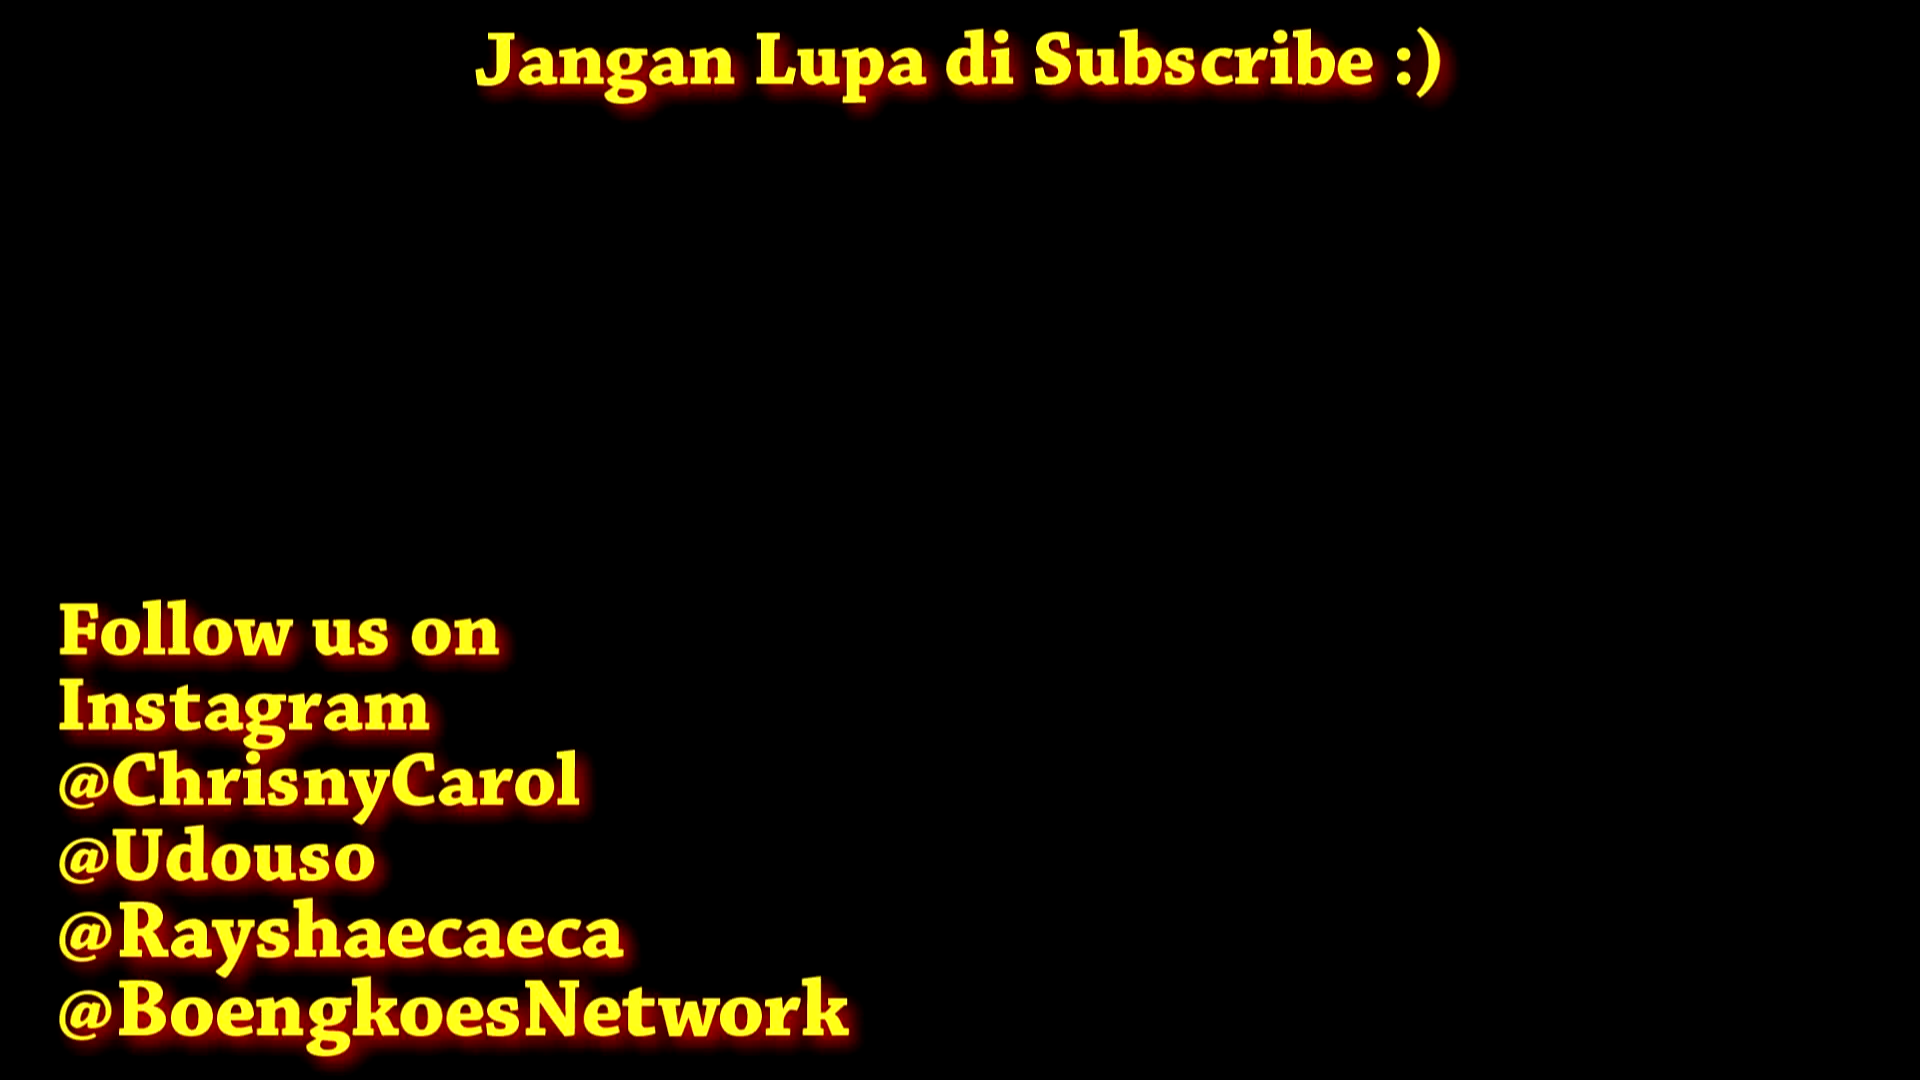 Jangan Lupa di Subscribe :)
Follow us on
Instagram
@ChrisnyCarol
@Udouso
@Rayshaecaeca
@BoengkoesNetwork